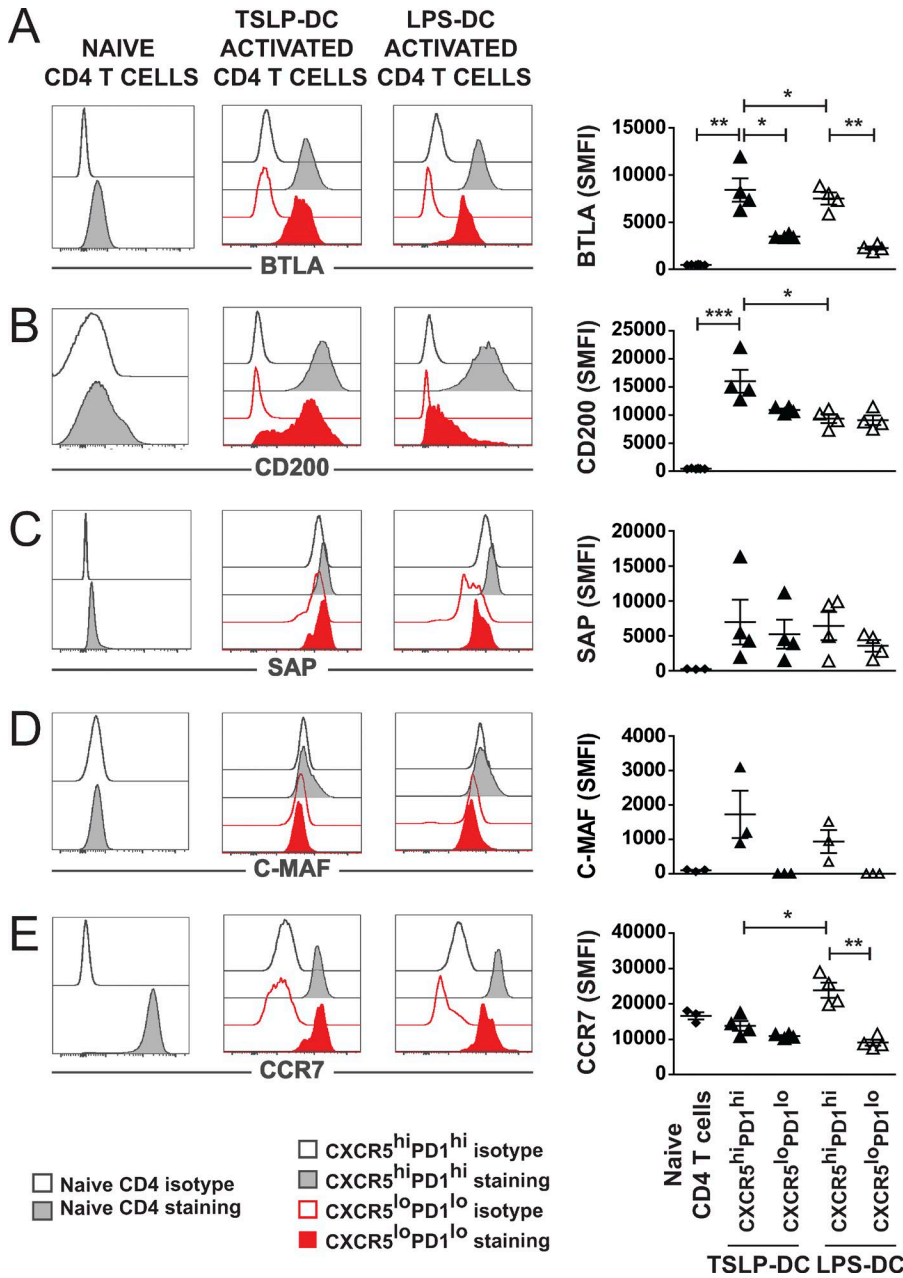 A
NAIVE
CD4 T CELLS
TSLP-DC
ACTIVATED
CD4 T CELLS
LPS-DC
ACTIVATED
CD4 T CELLS
BTLA
BTLA (SMFI)
15000
10000
5000
0
** * * **
B
CD200
CD200 (SMFI)
25000
20000
15000
10000
5000
0
*** *
C
SAP
SAP (SMFI)
20000
15000
10000
5000
0
D
C-MAF
C-MAF (SMFI)
4000
3000
2000
1000
0
E
CCR7
CCR7 (SMFI)
40000
30000
20000
10000
0
* **
Naive
CD4 T cells
CXCR5hiPD1hi
CXCR5loPD1lo
CXCR5hiPD1hi
CXCR5loPD1lo
TSLP-DC LPS-DC
Naive CD4 isotype
Naive CD4 staining
CXCR5hiPD1hi isotype
CXCR5hiPD1hi staining
CXCR5loPD1lo isotype
CXCR5loPD1lo staining